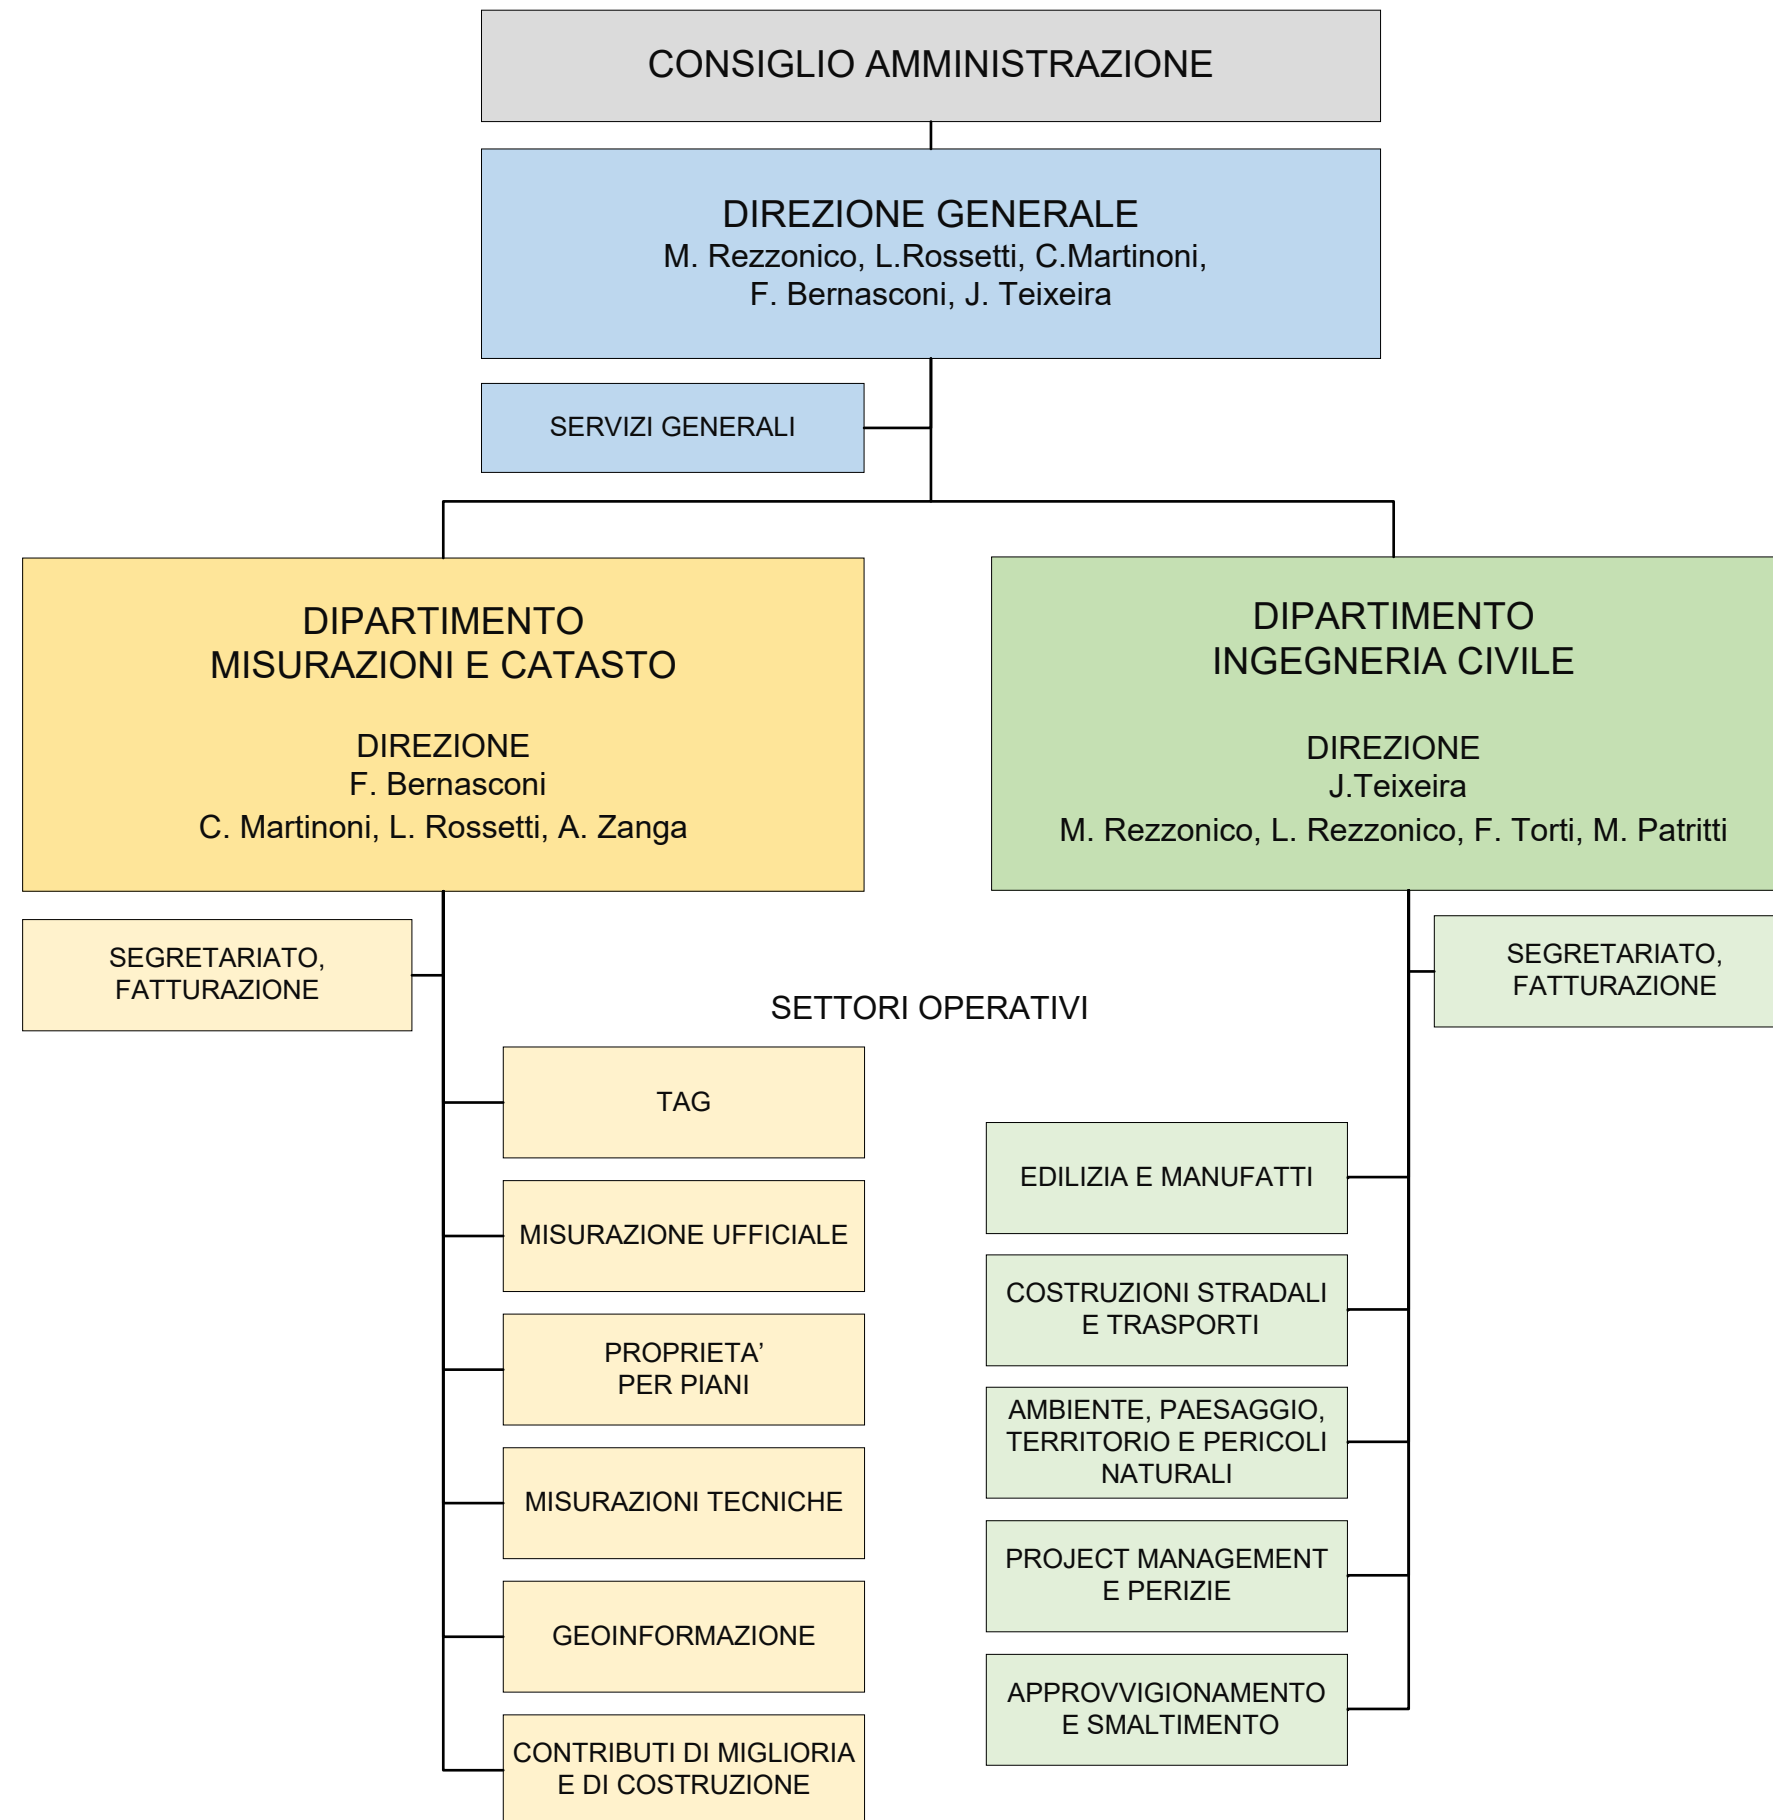 CONSIGLIO AMMINISTRAZIONE
DIREZIONE GENERALE
M. Rezzonico, L.Rossetti, C.Martinoni,
F. Bernasconi, J. Teixeira
SERVIZI GENERALI
DIPARTIMENTO
MISURAZIONI E CATASTO
DIREZIONE
F. Bernasconi
C. Martinoni, L. Rossetti, A. Zanga
DIPARTIMENTO
INGEGNERIA CIVILE
DIREZIONE
J.Teixeira
M. Rezzonico, L. Rezzonico, F. Torti, M. Patritti
SEGRETARIATO,
FATTURAZIONE
SEGRETARIATO,
FATTURAZIONE
SETTORI OPERATIVI
TAG
MISURAZIONE UFFICIALE
PROPRIETA’
PER PIANI
MISURAZIONI TECNICHE
GEOINFORMAZIONE
CONTRIBUTI DI MIGLIORIA
E DI COSTRUZIONE
EDILIZIA E MANUFATTI
COSTRUZIONI STRADALI
E TRASPORTI
AMBIENTE, PAESAGGIO,
TERRITORIO E PERICOLI
NATURALI
PROJECT MANAGEMENT
E PERIZIE
APPROVVIGIONAMENTO
E SMALTIMENTO